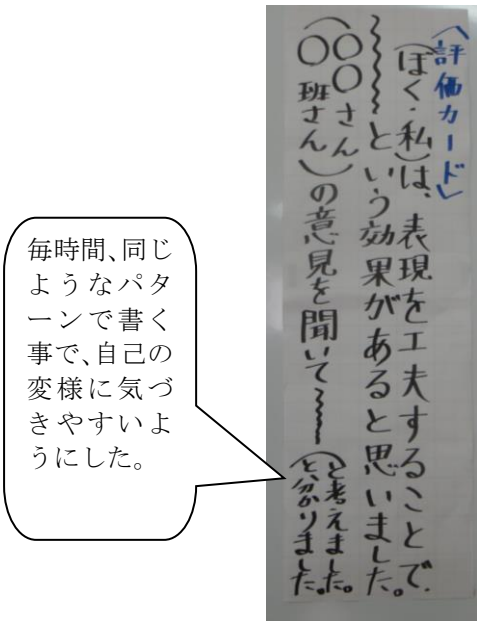 〈評価カード〉
(ぼく・私)は、表現を工夫することで、
〜〜〜という効果があると思いました。
(〇〇さん
〇班さん)の意見を聞いて〜〜(と考えました。
と分かりました。
毎時間、同じ
ようなパタ
ーンで書く
事で、自己の
変様に気づ
きやすいよ
うにした。